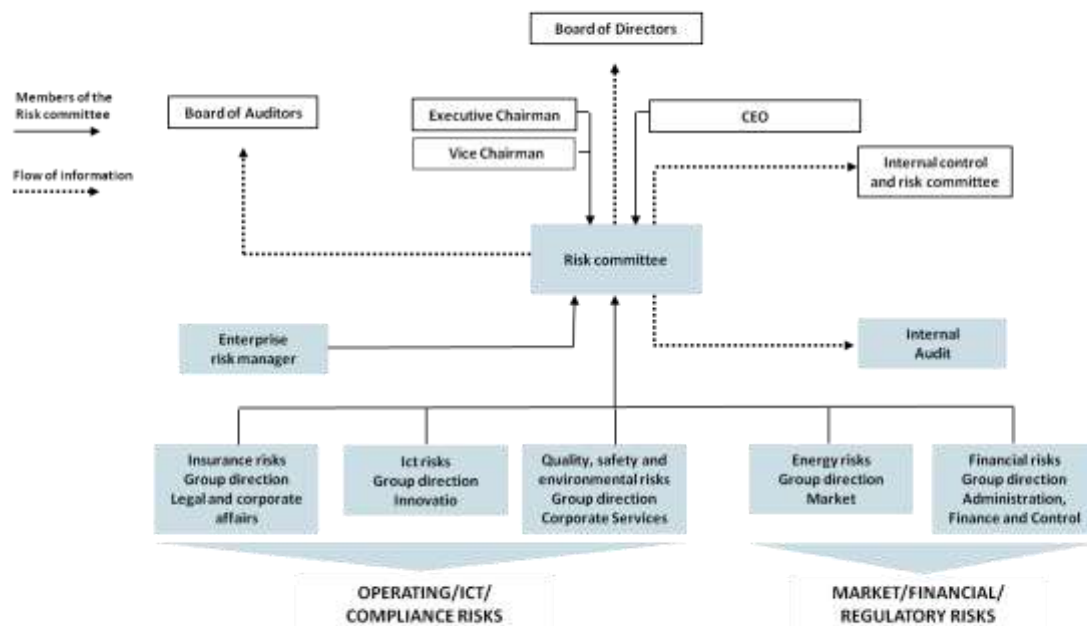 Board of Directors
Members of the
Risk committee
Board of Auditors
Executive Chairman
CEO
Vice Chairman
Internal control
and risk committee
Flow of information
Risk committee
Enterprise
risk manager
Internal
Audit
Insurance risks
Group direction
Legal and corporate
affairs
Ict risks
Group direction
Innovatio
Quality, safety and
environmental risks
Group direction
Corporate Services
Energy risks
Group direction
Market
Financial risks
Group direction
Administration,
Finance and Control
OPERATING/ICT/
COMPLIANCE RISKS
MARKET/FINANCIAL/
REGULATORY RISKS